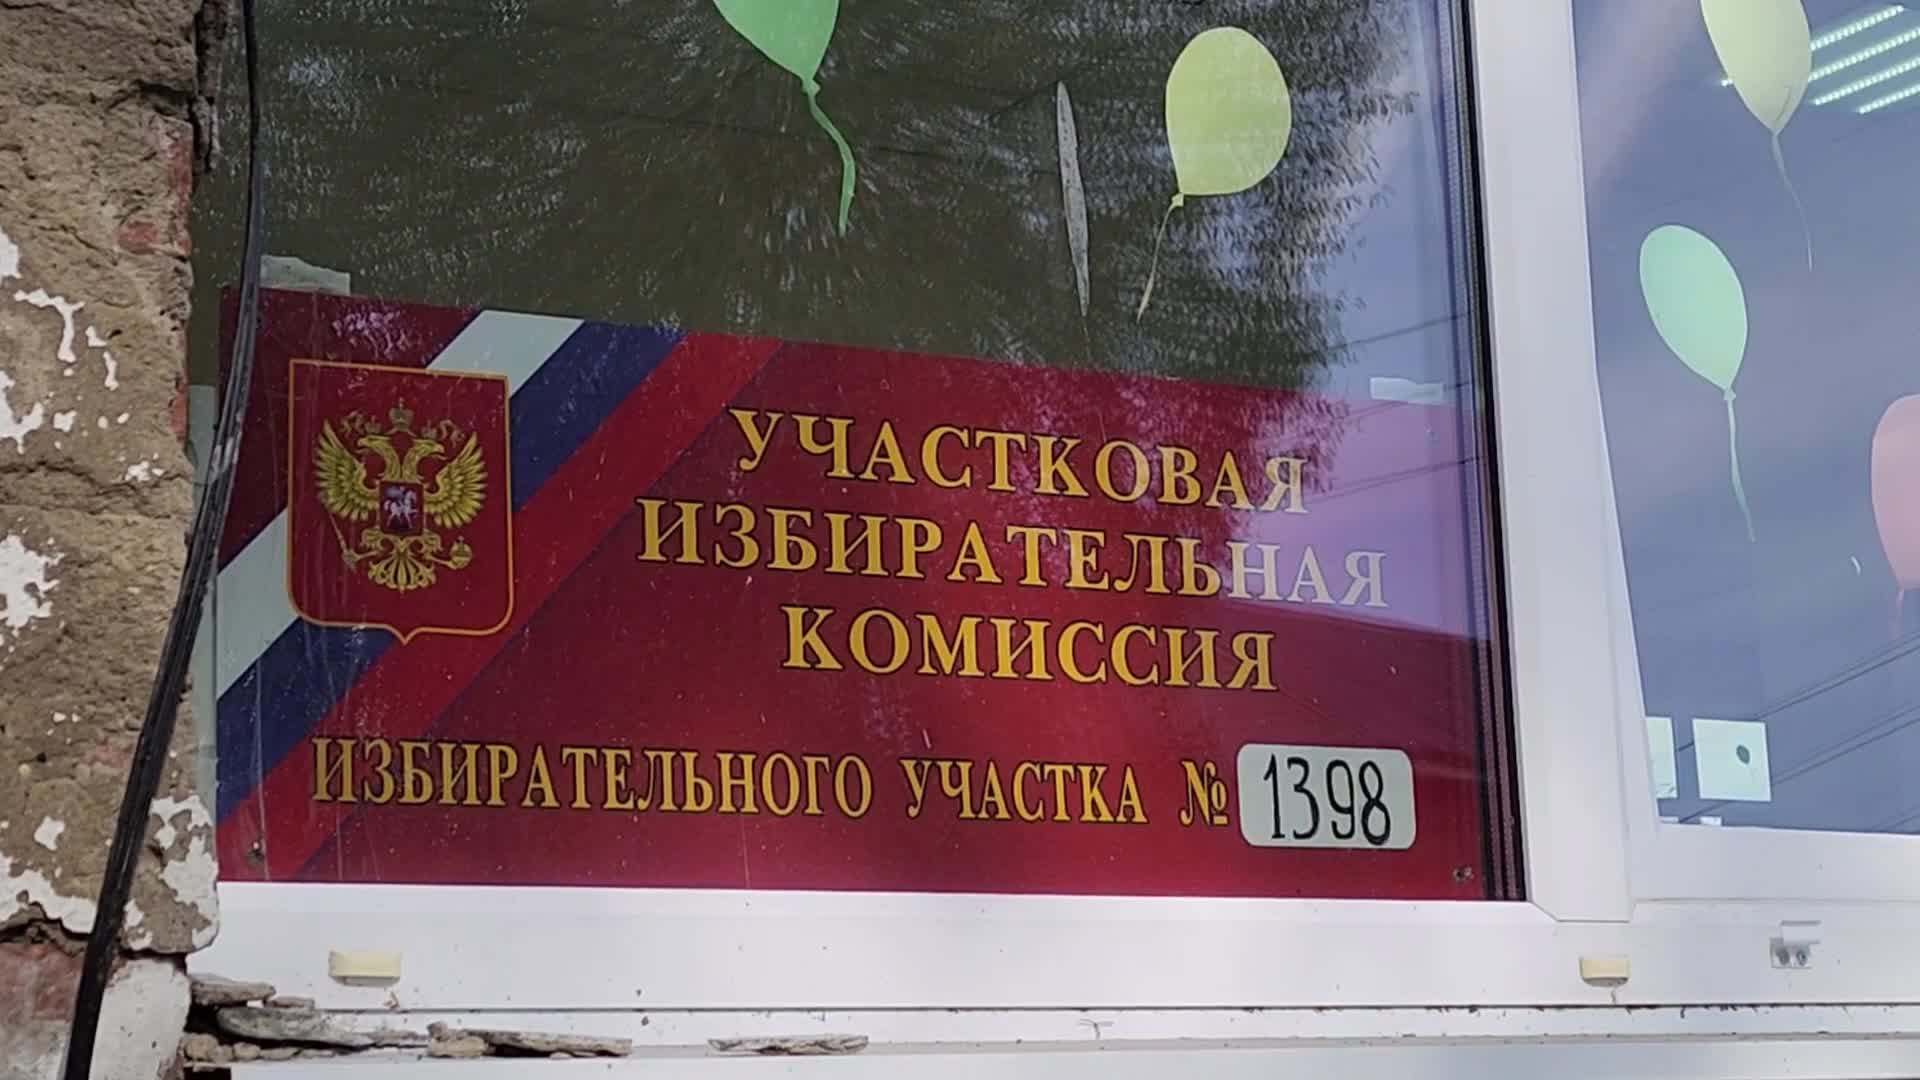 УЧАСТКОВАЯ
ИЗБИРАТЕЛЬНАЯ
КОМИССИЯ
ИЗБИРАТЕЛЬНОГО УЧАСТКА № 1398